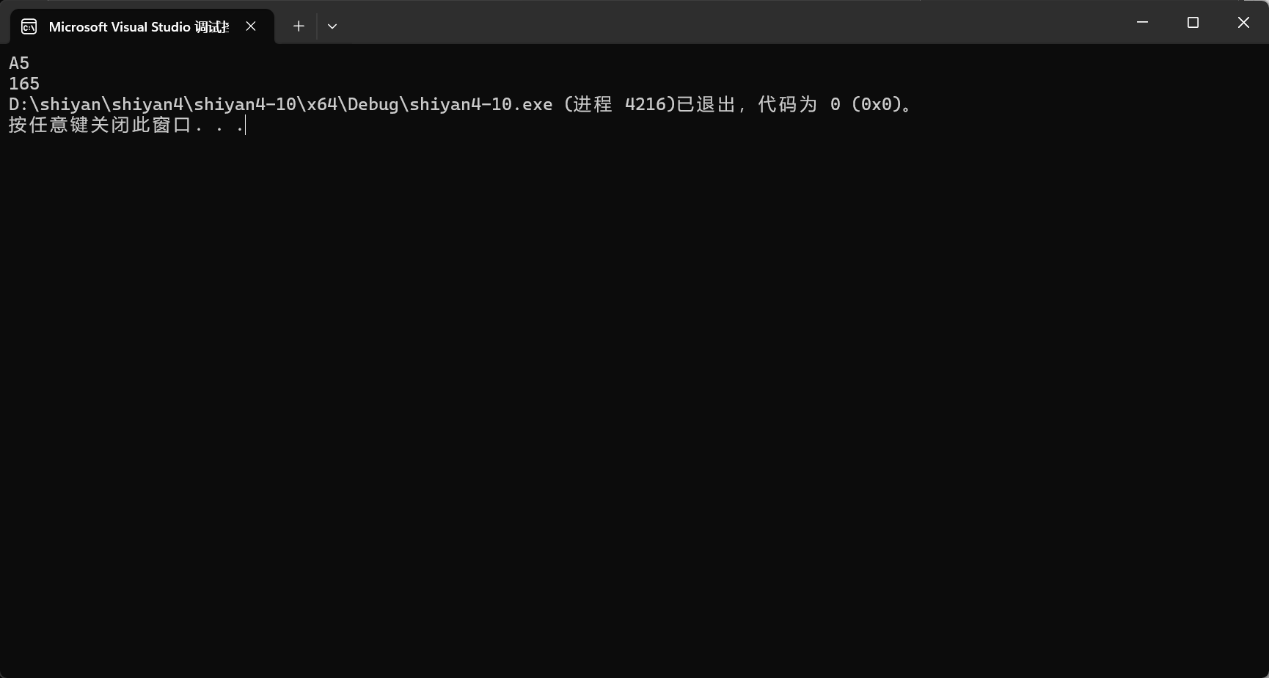 Microsoft Visual Studio 调试
A5
165
D:\shiyan\shiyan4\shiyan4-10\x64\Debug\shiyan4-10.exe (进程 4216)已退出，代码为 0 (0x0)。
按任意键关闭此窗口. . .